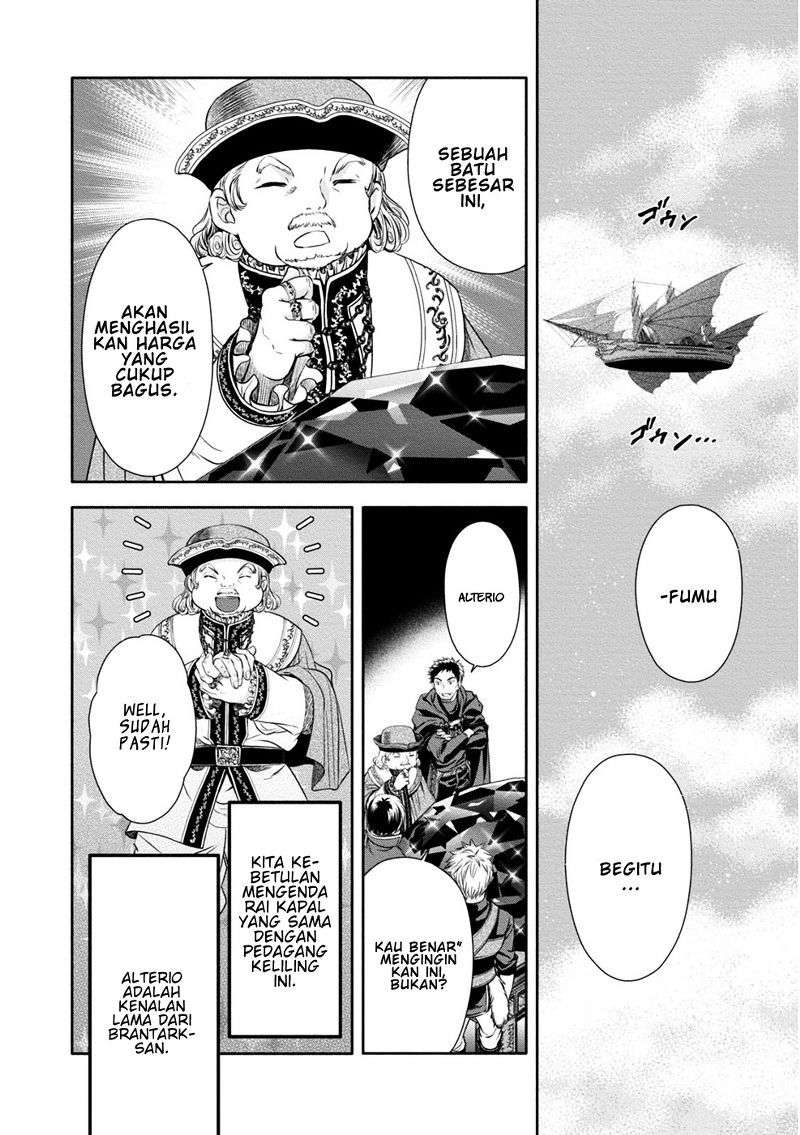 ゴウン
ゴウン...
-FUMU
BEGITU
...
SEBUAH
BATU
SEBESAR
INI,
AKAN
MENGHASIL
KAN HARGA
YANG
CUKUP
BAGUS.
ALTERIO
KAU BENAR"
MENGINGIN
KAN INI,
BUKAN?
WELL,
SUDAH
PASTI!
KITA KE-
BETULAN
MENGENDA
RAI KAPAL
YANG SAMA
DENGAN
PEDAGANG
KELILING
INI.
ALTERIO
ADALAH
KENALAN
LAMA DARI
BRANTARK-
SAN.